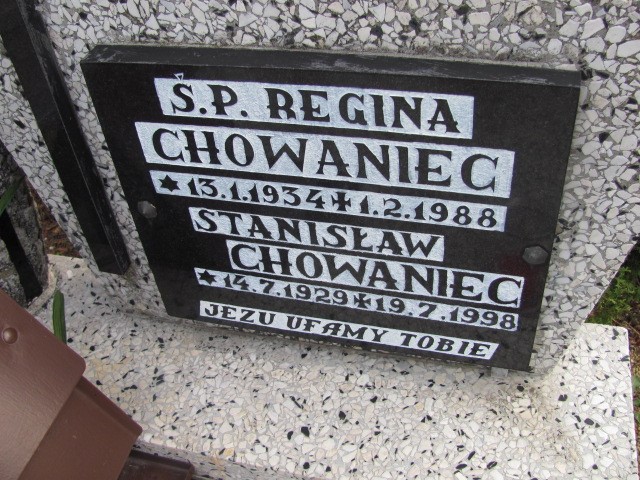 Ś.P. REGINA
CHOWANIEC
★ 13.1.1934 ✝ 1.2.1988
STANISŁAW
CHOWANIEC
★ 14.7.1929 ✝ 19.7.1998
JEZU UFAMY TOBIE